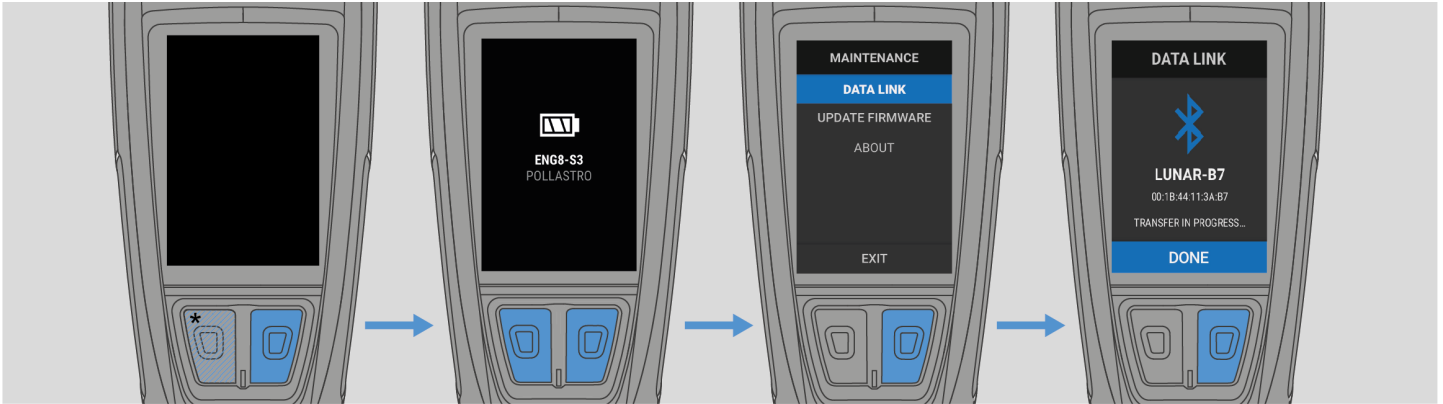 *
ENG8-S3
POLLASTRO
MAINTENANCE
DATA LINK
UPDATE FIRMWARE
ABOUT
EXIT
DATA LINK
LUNAR-B7
00:1B:44:11:3A:B7
TRANSFER IN PROGRESS...
DONE